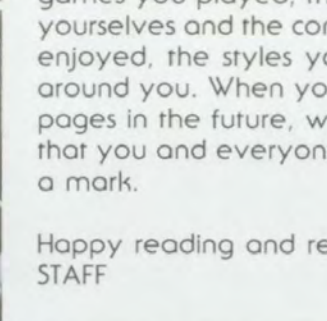 games you played, th
yourselves and the co
enjoyed, the styles yo
around you. When yo
pages in the future, w
that you and everyon
a mark.
Happy reading and re
STAFF